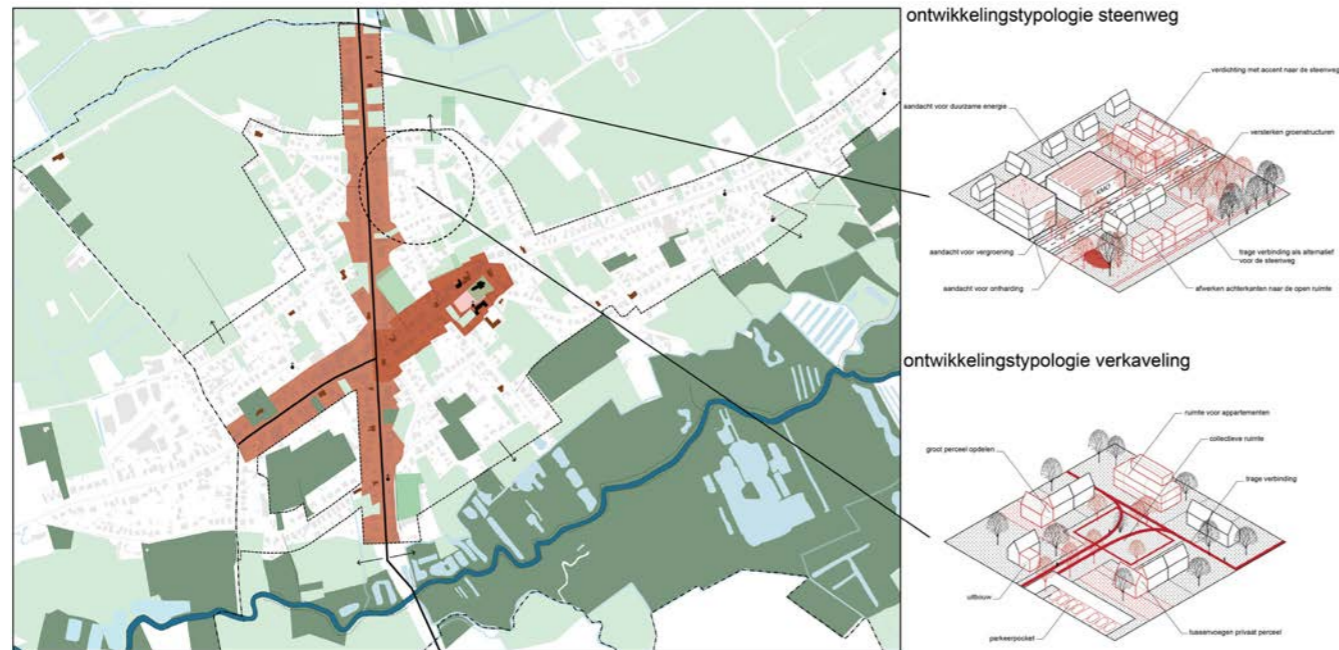 ontwikkelingstypologie steenweg
verdichting met accent naar de steenweg
aandacht voor duurzame energie
versterken groenstructuren
aandacht voor vergroening
trage verbinding als alternatief
voor de steenweg
aandacht voor ontharding
afwerken achterkanten naar de open ruimte
ontwikkelingstypologie verkaveling
ruimte voor appartementen
collectieve ruimte
groot perceel opdelen
trage verbinding
uitbouw
parkeerpocket
tussenvoegen privaat perceel